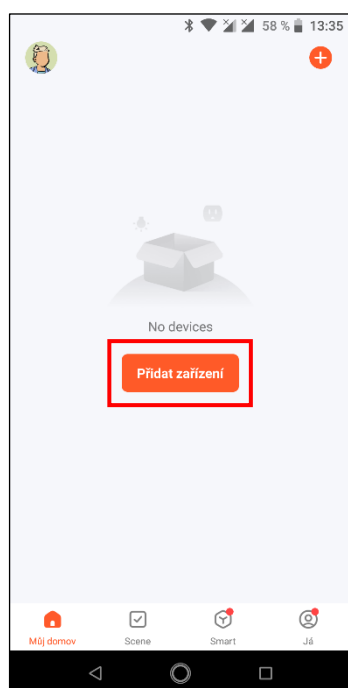 58 % 13:35
No devices
Přidat zařízení
Můj domov Scene Smart Já